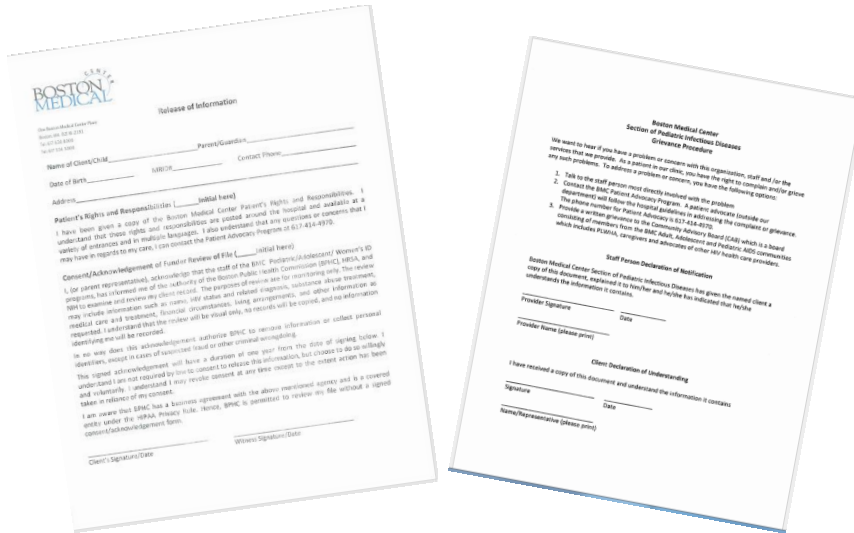 BOSTON
MEDICAL
CENTER
Release of Information
One Boston Medical Center Place
Name of Client/Child Parent/Guardian
Date of Birth MRN# Contact Phone
Address
Patient's Rights and Responsibilities ( initial here)
I have been given a copy of the Boston Medical Center Patient's Rights and Responsibilities. I
understand that these rights and responsibilities are posted around the hospital and available at a
variety of entrances and in multiple languages. I also understand that any questions or concerns that I
may have in regards to my care, I can contact the Patient Advocacy Program at 617-414-4970.
Consent/Acknowledgement of Funder Review of File ( initial here)
I, (or parent representative), acknowledge that the staff of the BMC Pediatric/Adolescent/ Women's ID
programs, has informed me of the authority of the Boston Public Health Commission (BPHC), HRSA, and
NIH to examine and review my client record. The purposes of review are for monitoring only. The review
may include information such as name, HIV status and related diagnosis, substance abuse treatment,
medical care and treatment, financial circumstances, living arrangements, and other information as
requested. I understand that the review will be visual only, no records will be copied, and no information
identifying me will be recorded.
In no way does this acknowledgement authorize BPHC to remove information or collect personal
identifiers, except in cases of suspected fraud or other criminal wrongdoing.
This signed acknowledgement will have a duration of one year from the date of signing below. I
understand I am not required by law to consent to release this information, but choose to do so willingly
and voluntarily. I understand I may revoke consent at any time except to the extent action has been
taken in reliance of my consent.
I am aware that BPHC has a business agreement with the above mentioned agency and is a covered
entity under the HIPAA Privacy Rule. Hence, BPHC is permitted to review my file without a signed
consent/acknowledgement form.
Client's Signature/Date Witness Signature/Date
Boston Medical Center
Section of Pediatric Infectious Diseases
Grievance Procedure
We want to hear if you have a problem or concern with this organization, staff and /or the
services that we provide. As a patient in our clinic, you have the right to complain and/or grieve
any such problems. To address a problem or concern, you have the following options:
1. Talk to the staff person most directly involved with the problem
2. Contact the BMC Patient Advocacy Program. A patient advocate (outside our
department) will follow the hospital guidelines in addressing the complaint or grievance.
The phone number for Patient Advocacy is 617-414-4970.
3. Provide a written grievance to the Community Advisory Board (CAB) which is a board
consisting of members from the BMC Adult, Adolescent and Pediatric AIDS communities
which includes PLWHA, caregivers and advocates of other HIV health care providers.
Staff Person Declaration of Notification
Boston Medical Center Section of Pediatric Infectious Diseases has given the named client a
copy of this document, explained it to him/her and he/she has indicated that he/she
understands the information it contains.
Provider Signature Date
Provider Name (please print)
Client Declaration of Understanding
I have received a copy of this document and understand the information it contains
Signature Date
Name/Representative (please print)